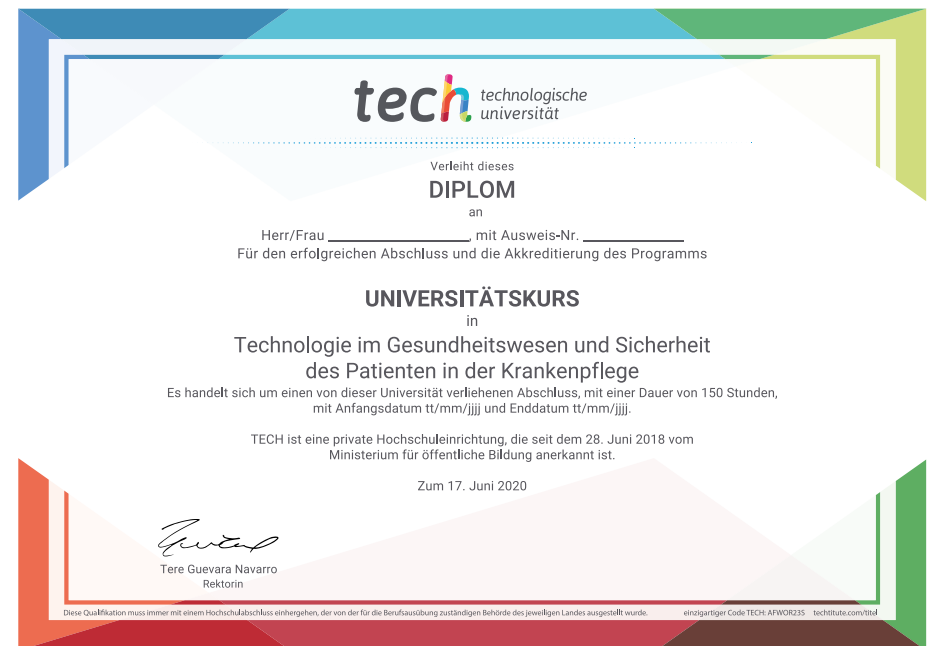 tech technologische
universität
Verleiht dieses
DIPLOM
an
Herr/Frau ____________________, mit Ausweis-Nr. ______________
Für den erfolgreichen Abschluss und die Akkreditierung des Programms
UNIVERSITÄTSKURS
in
Technologie im Gesundheitswesen und Sicherheit
des Patienten in der Krankenpflege
Es handelt sich um einen von dieser Universität verliehenen Abschluss, mit einer Dauer von 150 Stunden,
mit Anfangsdatum tt/mm/jjjj und Enddatum tt/mm/jjjj.
TECH ist eine private Hochschuleinrichtung, die seit dem 28. Juni 2018 vom
Ministerium für öffentliche Bildung anerkannt ist.
Zum 17. Juni 2020
Tere Guevara Navarro
Rektorin
Diese Qualifikation muss immer mit einem Hochschulabschluss einhergehen, der von der für die Berufsausübung zuständigen Behörde des jeweiligen Landes ausgestellt wurde. einzigartiger Code TECH: AFWOR23S techtitute.com/titel